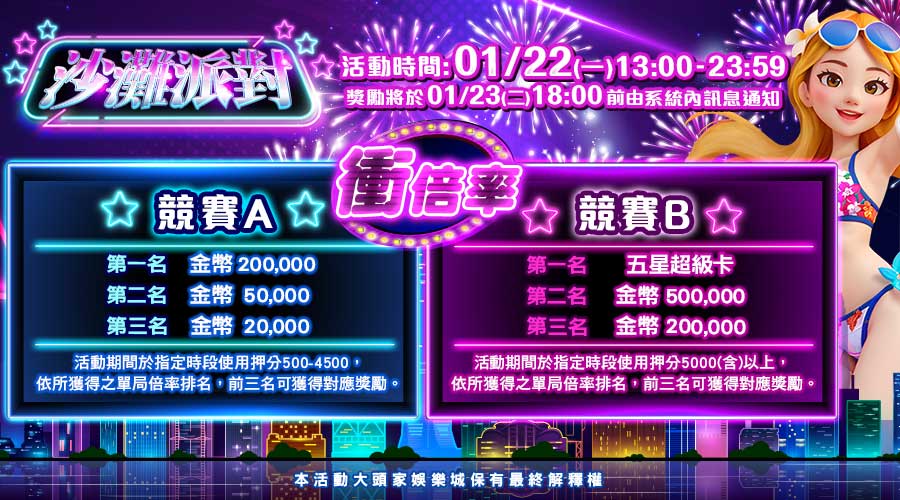 沙灘派對
活動時間:01/22(一)13:00-23:59
獎勵將於01/23(二)18:00前由系統內訊息通知
衝倍率
競賽A
第一名 金幣 200,000
第二名 金幣 50,000
第三名 金幣 20,000
活動期間於指定時段使用押分500-4500，
依所獲得之單局倍率排名，前三名可獲得對應獎勵。
競賽B
第一名 五星超級卡
第二名 金幣 500,000
第三名 金幣 200,000
活動期間於指定時段使用押分5000(含)以上，
依所獲得之單局倍率排名，前三名可獲得對應獎勵。
本活動大頭家娛樂城保有最終解釋權